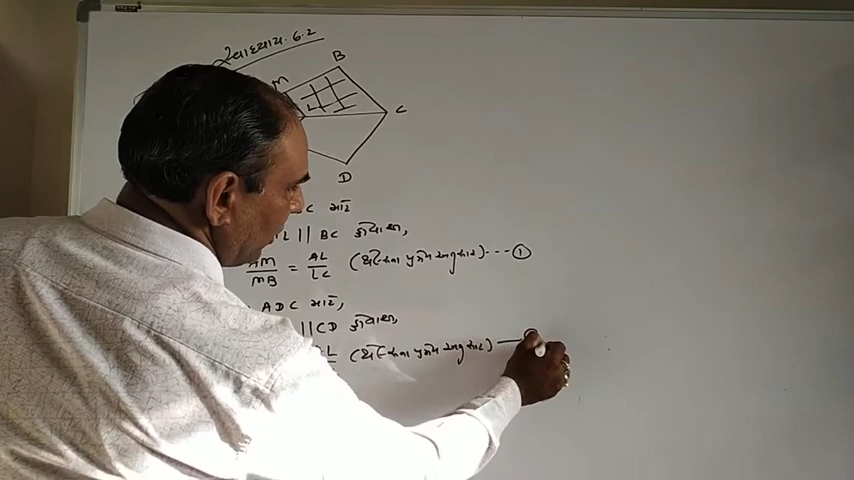 સ્વાધ્યાય 6.2
M
B
L
C
D
C માટે
L || BC હોવાથી,
AM/MB = AL/LC (થેલ્સના પ્રમેય અનુસાર) --- ①
ADC માટે,
|| CD હોવાથી,
L (થેલ્સના પ્રમેય અનુસાર) —